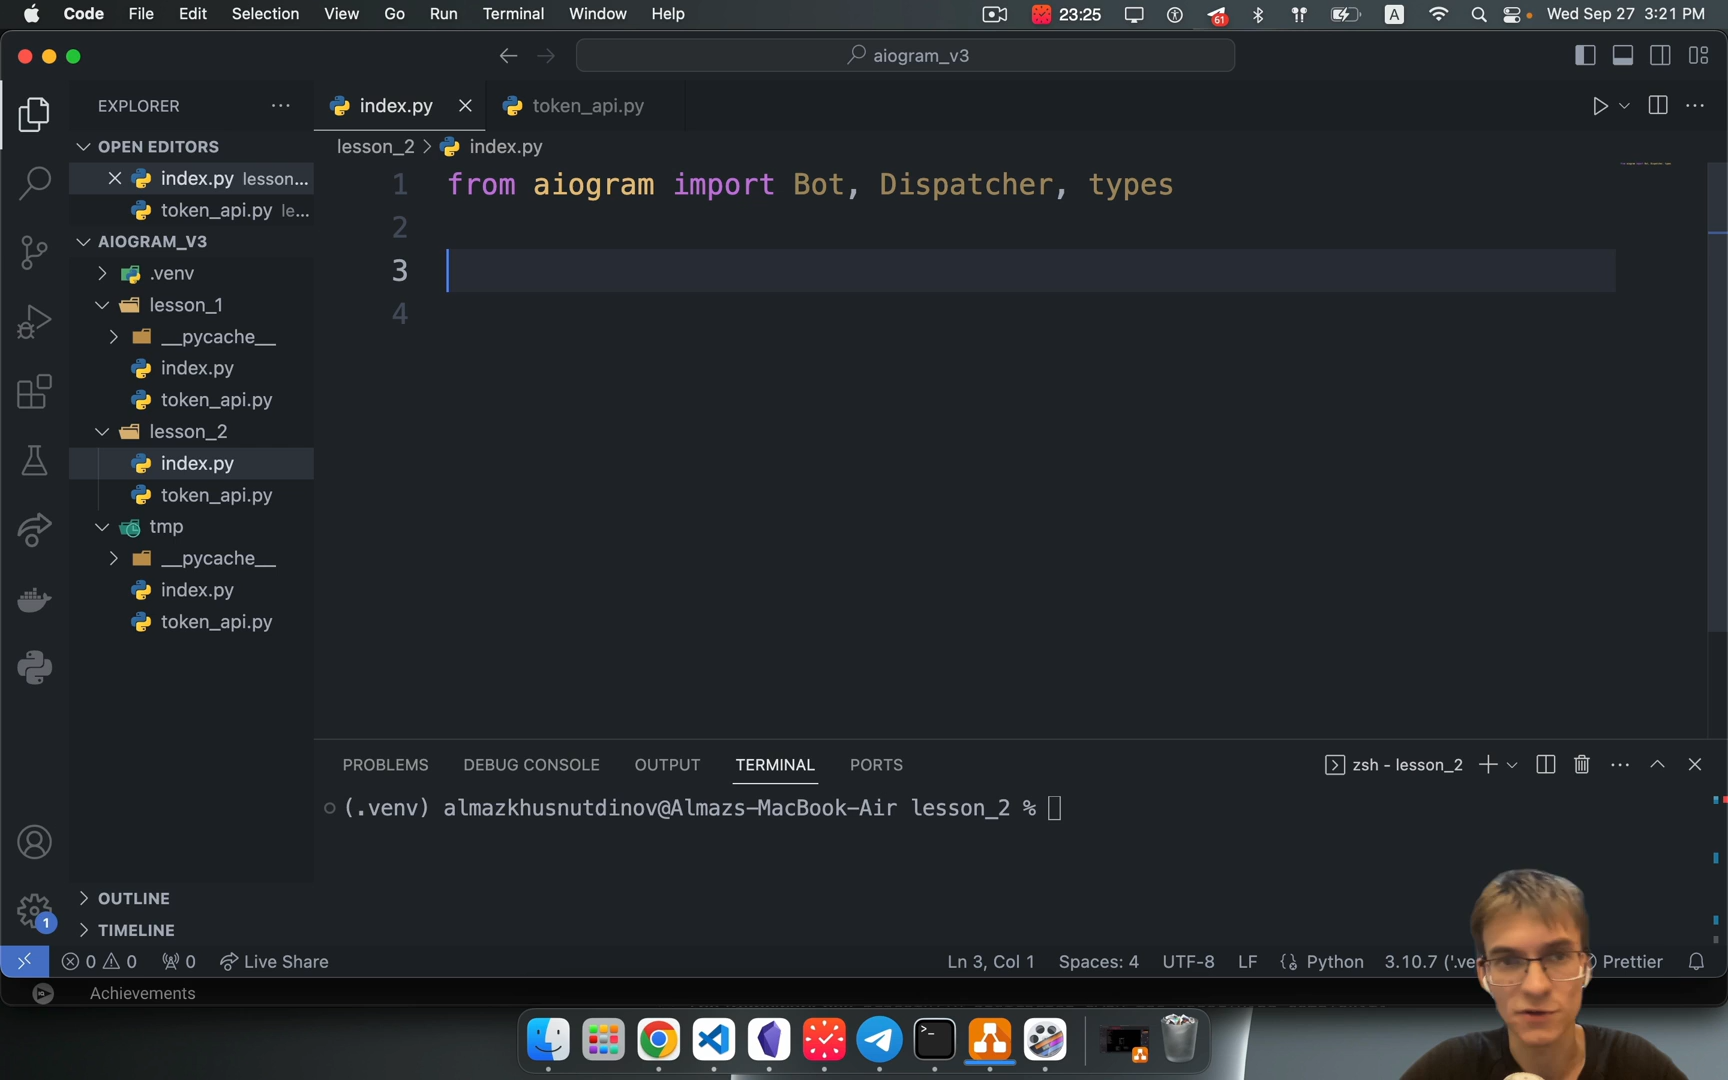 Code File Edit Selection View Go Run Terminal Window Help 23:25 61 A Wed Sep 27 3:21 PM
aiogram_v3
EXPLORER
index.py
token_api.py
OPEN EDITORS
lesson_2 > index.py
index.py lesson...
token_api.py le...
AIOGRAM_V3
.venv
lesson_1
__pycache__
index.py
token_api.py
lesson_2
index.py
token_api.py
tmp
__pycache__
index.py
token_api.py
OUTLINE
TIMELINE
1 from aiogram import Bot, Dispatcher, types
2
3
4
PROBLEMS DEBUG CONSOLE OUTPUT TERMINAL PORTS
zsh - lesson_2
(.venv) almazkhusnutdinov@Almazs-MacBook-Air lesson_2 %
1
0 0 0 Live Share
Ln 3, Col 1 Spaces: 4 UTF-8 LF Python 3.10.7 ('.ve Prettier
Achievements